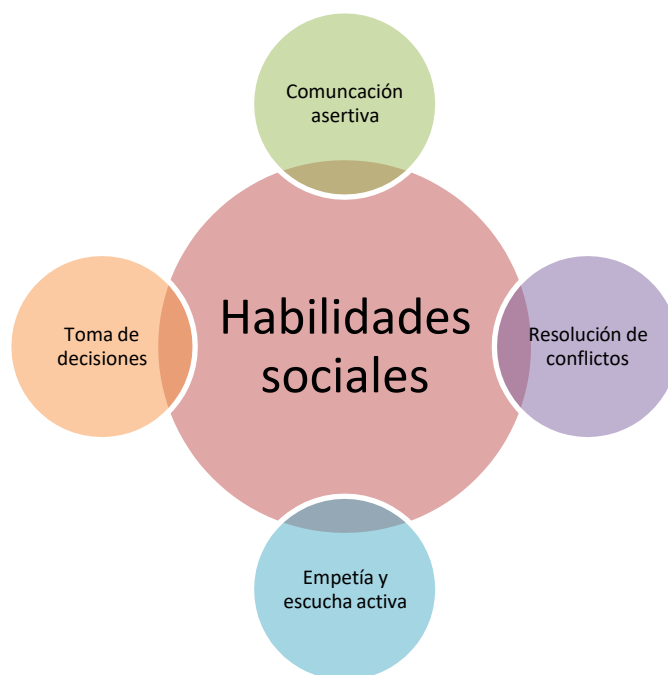 Comuncación
asertiva
Habilidades
sociales
Toma de
decisiones
Resolución de
conflictos
Empetía y
escucha activa